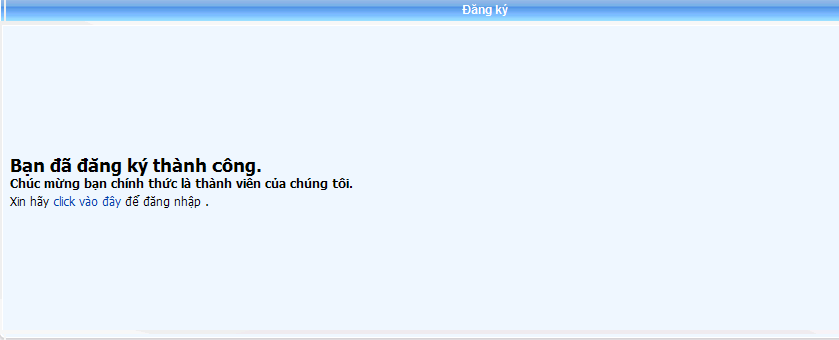 Đăng ký
Bạn đã đăng ký thành công.
Chúc mừng bạn chính thức là thành viên của chúng tôi.
Xin hãy click vào đây để đăng nhập .